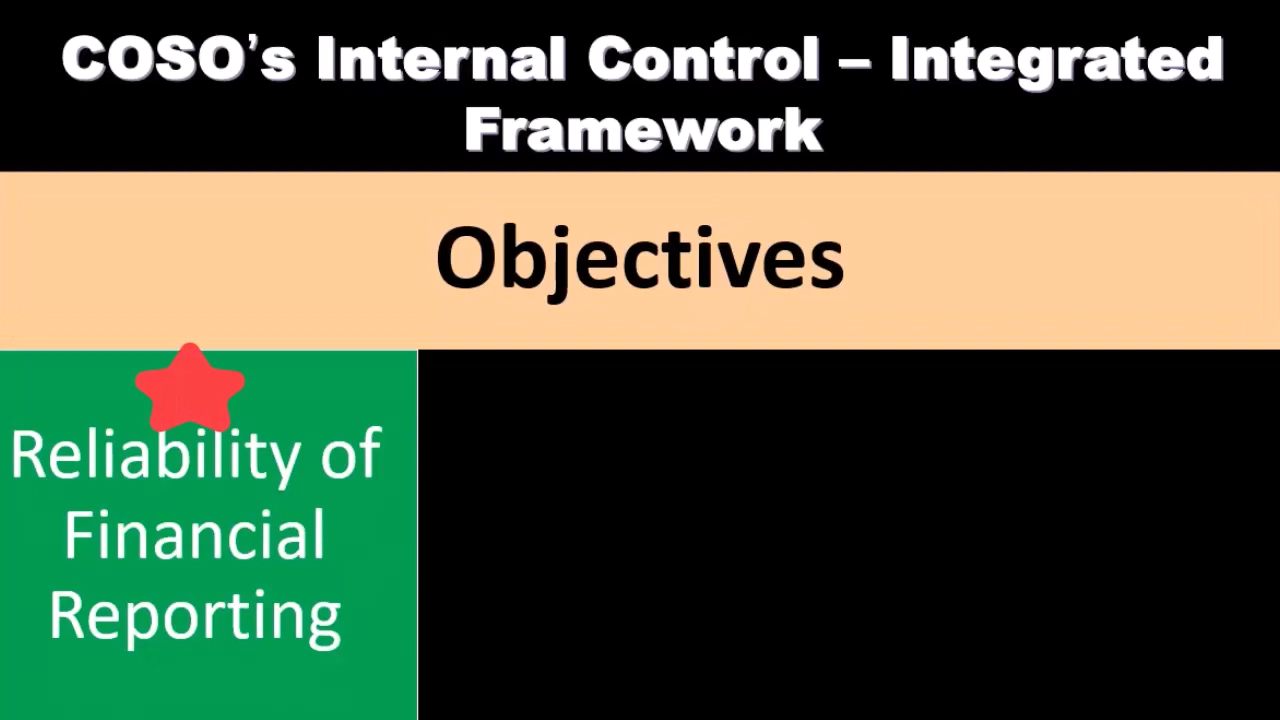 COSO’s Internal Control – Integrated
Framework
Objectives
Reliability of
Financial
Reporting